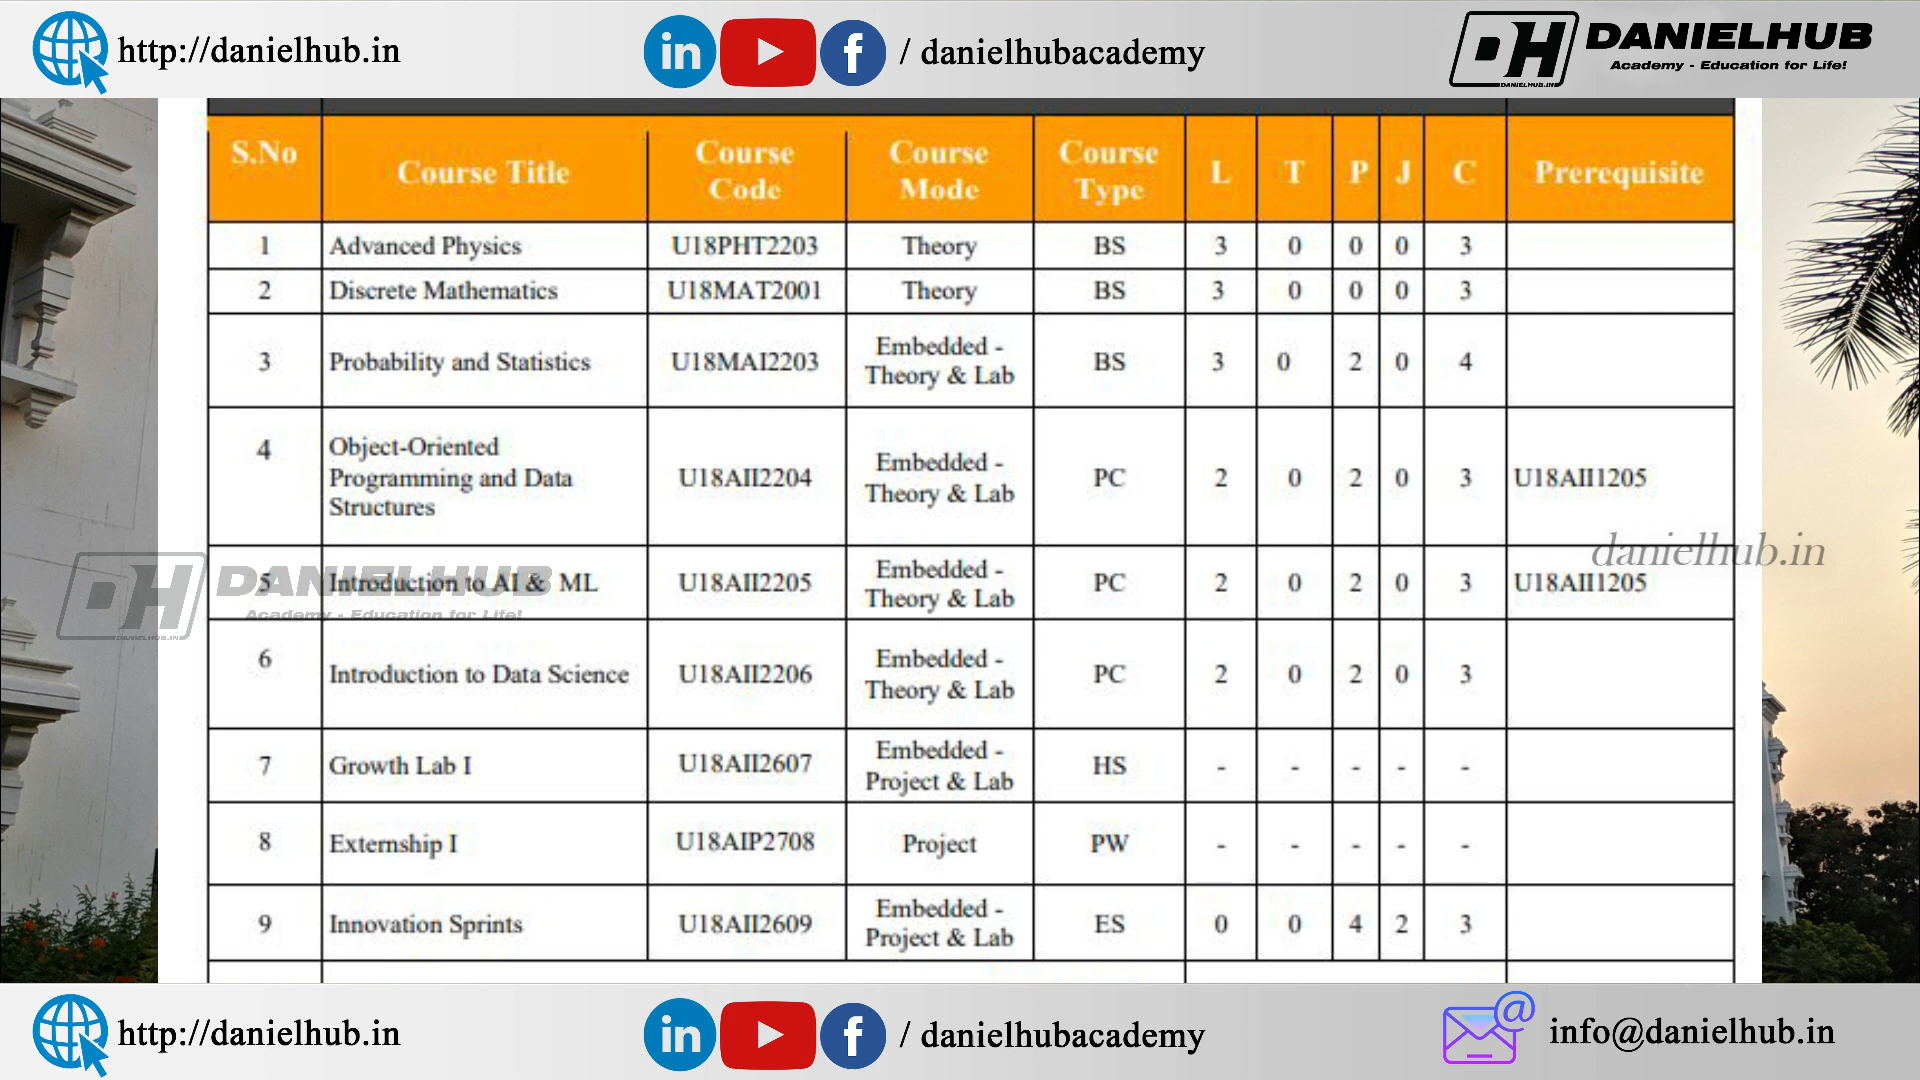 http://danielhub.in
/ danielhubacademy
DH
DANIELHUB.IN
DANIELHUB
Academy - Education for Life!
S.No Course Title Course Code Course Mode Course Type L T P J C Prerequisite
1 Advanced Physics U18PHT2203 Theory BS 3 0 0 0 3
2 Discrete Mathematics U18MAT2001 Theory BS 3 0 0 0 3
3 Probability and Statistics U18MAI2203 Embedded - Theory & Lab BS 3 0 2 0 4
4 Object-Oriented Programming and Data Structures U18AII2204 Embedded - Theory & Lab PC 2 0 2 0 3 U18AII1205
5 Introduction to AI & ML U18AII2205 Embedded - Theory & Lab PC 2 0 2 0 3 U18AII1205
6 Introduction to Data Science U18AII2206 Embedded - Theory & Lab PC 2 0 2 0 3
7 Growth Lab I U18AII2607 Embedded - Project & Lab HS - - - - -
8 Externship I U18AIP2708 Project PW - - - - -
9 Innovation Sprints U18AII2609 Embedded - Project & Lab ES 0 0 4 2 3
DH
DANIELHUB.IN
DANIELHUB
Academy - Education for Life!
danielhub.in
http://danielhub.in
/ danielhubacademy
info@danielhub.in